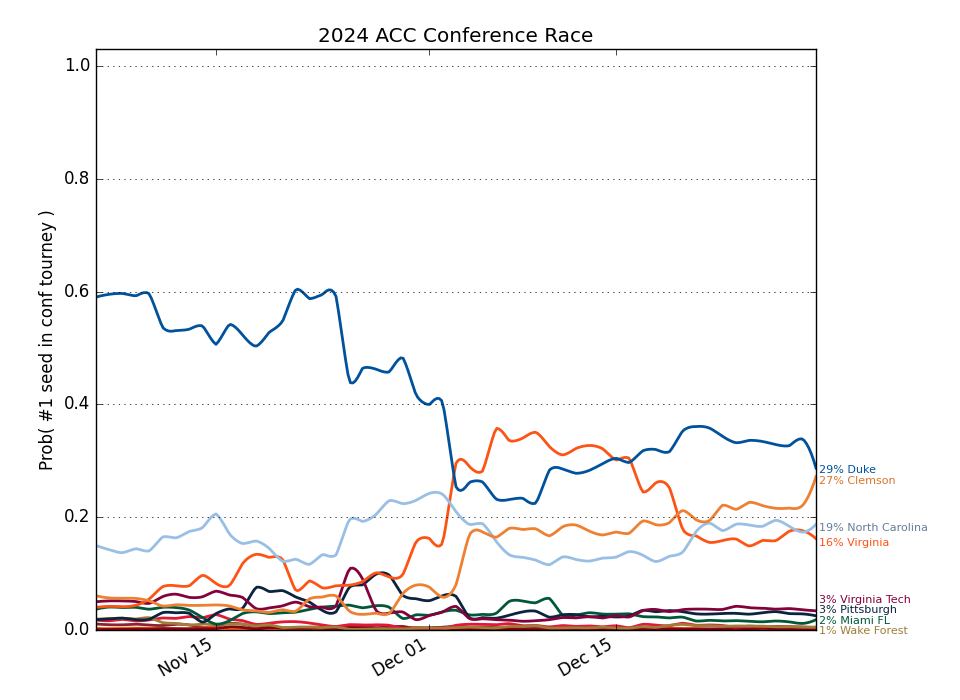 2024 ACC Conference Race
Prob( #1 seed in conf tourney )
1.0
0.8
0.6
0.4
0.2
0.0
Nov 15
Dec 01
Dec 15
29% Duke
27% Clemson
19% North Carolina
16% Virginia
3% Virginia Tech
3% Pittsburgh
2% Miami FL
1% Wake Forest